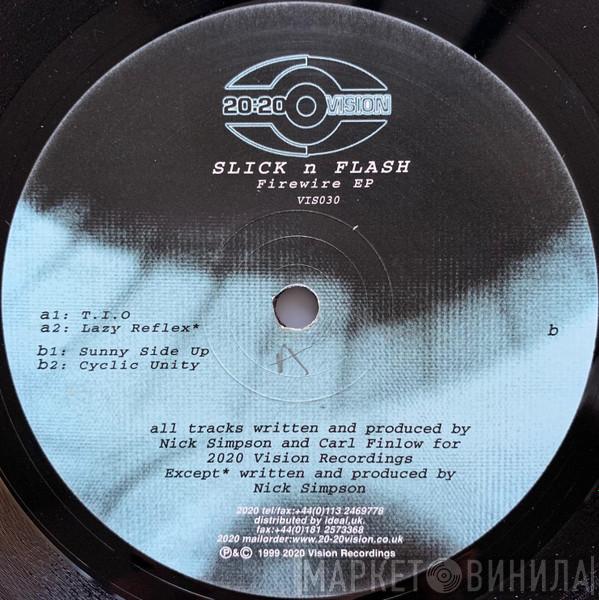 20:20 VISION
SLICK n FLASH
Firewire EP
VIS030
a1: T.I.O
a2: Lazy Reflex*
b1: Sunny Side Up
b2: Cyclic Unity
b
all tracks written and produced by
Nick Simpson and Carl Finlow for
2020 Vision Recordings
Except* written and produced by
Nick Simpson
2020 tel/fax:+44(0)113 2469778
distributed by ideal,uk.
fax:+44(0)181 2573368
2020 mailorder:www.20-20vision.co.uk
℗&© 1999 2020 Vision Recordings
МАРКЕТ ВИНИЛА